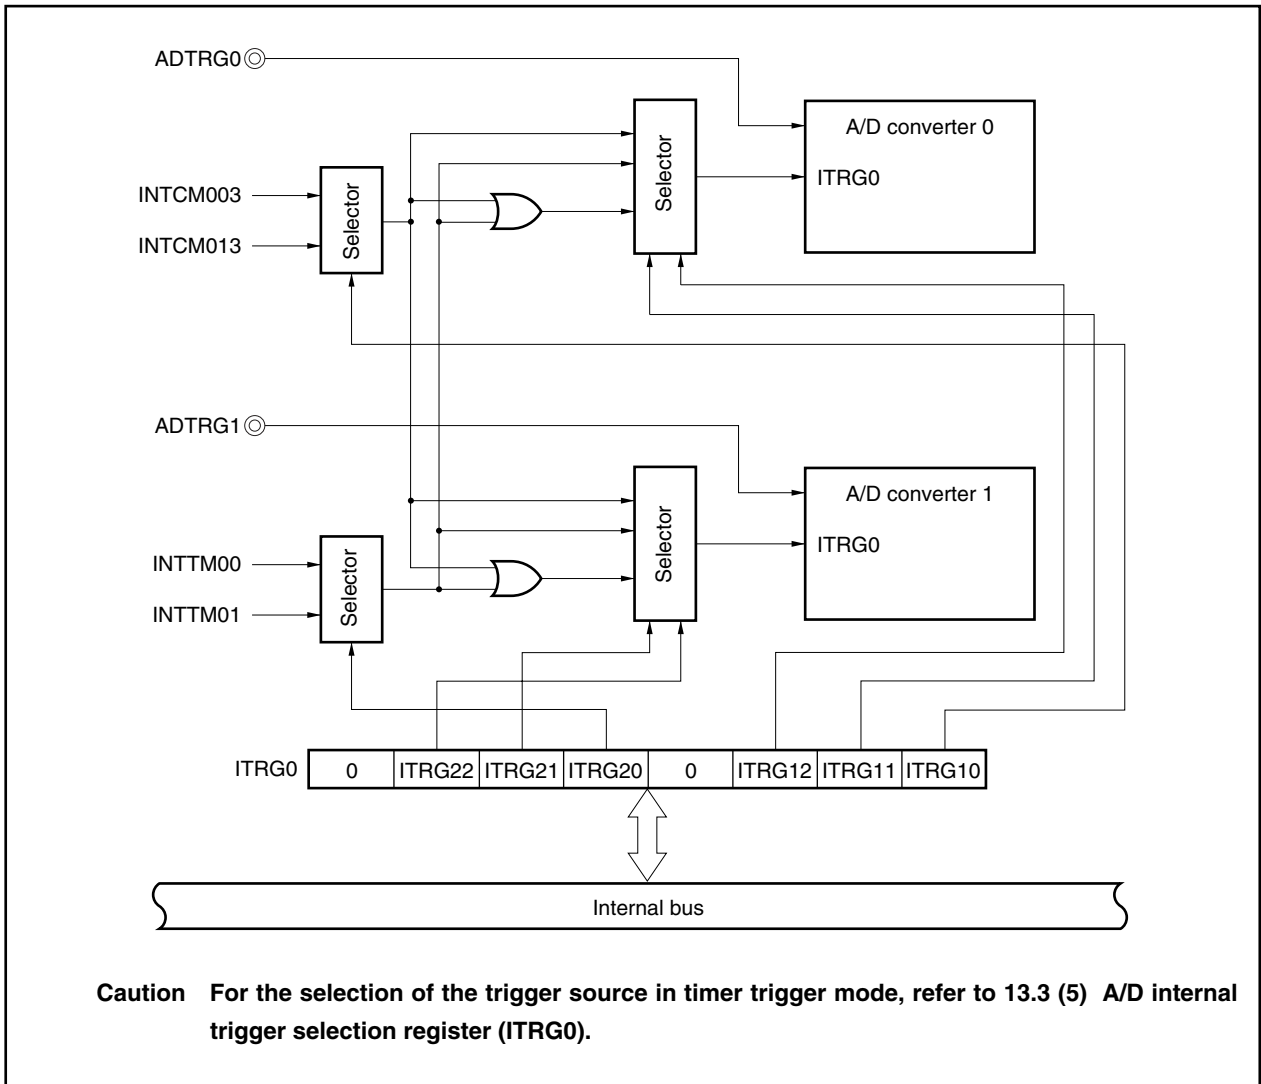 ADTRG0
A/D converter 0
Selector
ITRG0
INTCM003
Selector
INTCM013
ADTRG1
A/D converter 1
Selector
ITRG0
INTTM00
Selector
INTTM01
ITRG0 0 ITRG22 ITRG21 ITRG20 0 ITRG12 ITRG11 ITRG10
Internal bus
Caution For the selection of the trigger source in timer trigger mode, refer to 13.3 (5) A/D internal
trigger selection register (ITRG0).